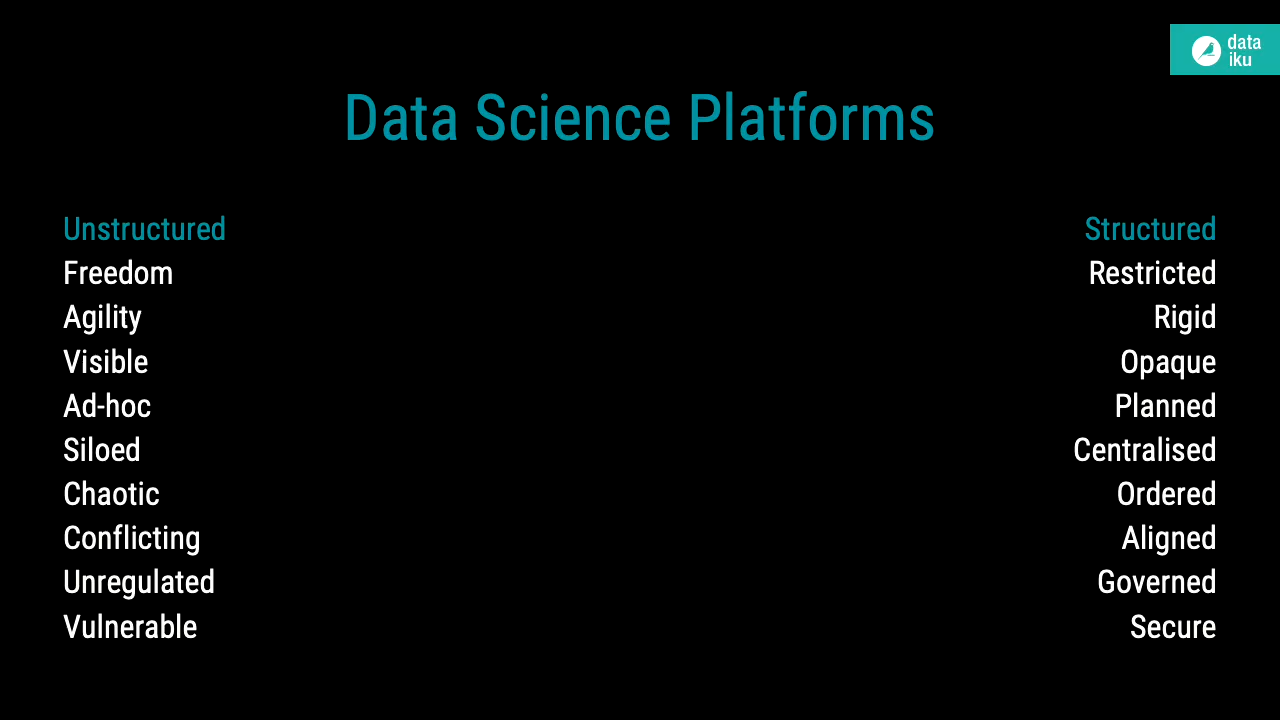 data
iku
Data Science Platforms
Unstructured
Freedom
Agility
Visible
Ad-hoc
Siloed
Chaotic
Conflicting
Unregulated
Vulnerable
Structured
Restricted
Rigid
Opaque
Planned
Centralised
Ordered
Aligned
Governed
Secure